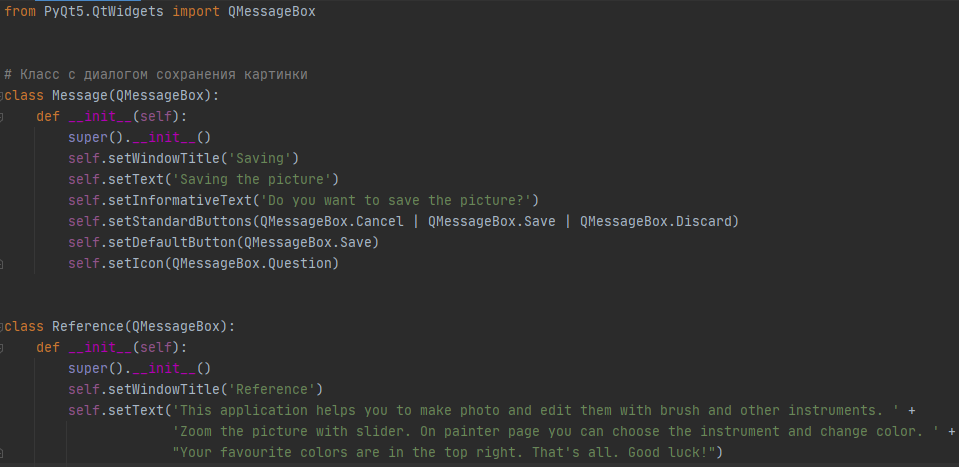 from PyQt5.QtWidgets import QMessageBox
# Класс с диалогом сохранения картинки
class Message(QMessageBox):
    def __init__(self):
        super().__init__()
        self.setWindowTitle('Saving')
        self.setText('Saving the picture')
        self.setInformativeText('Do you want to save the picture?')
        self.setStandardButtons(QMessageBox.Cancel | QMessageBox.Save | QMessageBox.Discard)
        self.setDefaultButton(QMessageBox.Save)
        self.setIcon(QMessageBox.Question)
class Reference(QMessageBox):
    def __init__(self):
        super().__init__()
        self.setWindowTitle('Reference')
        self.setText('This application helps you to make photo and edit them with brush and other instruments. ' +
                     'Zoom the picture with slider. On painter page you can choose the instrument and change color. ' +
                     "Your favourite colors are in the top right. That's all. Good luck!")